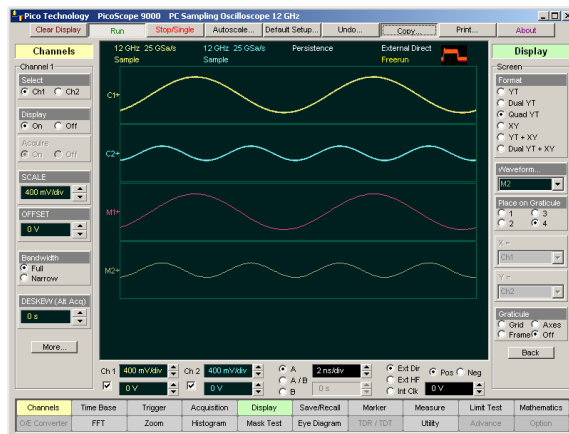 Pico Technology PicoScope 9000 PC Sampling Oscilloscope 12 GHz
Clear Display Run Stop/Single Autoscale... Default Setup... Undo... Copy... Print... About
Channels
Channel 1
Select
Ch1 Ch2
Display
On Off
Acquire
On Off
SCALE
400 mV/div
OFFSET
0 V
Bandwidth
Full
Narrow
DESKEW (Alt Acq)
0 s
More...
12 GHz 25 GSa/s 12 GHz 25 GSa/s Persistence External Direct
Sample Sample Freerun
C1+
C2+
M1+
M2+
Display
Screen
Format
YT
Dual YT
Quad YT
XY
YT + XY
Dual YT + XY
Waveform...
M2
Place on Graticule
1 3
2 4
X =
Ch1
Y =
Ch2
Graticule
Grid Axes
Frame Off
Back
Ch 1 400 mV/div Ch 2 400 mV/div A 2 ns/div Ext Dir Pos Neg
A / B Ext HF
0 V 0 V B 0 s Int Clk 0 V
Channels Time Base Trigger Acquisition Display Save/Recall Marker Measure Limit Test Mathematics
O/E Converter FFT Zoom Histogram Mask Test Eye Diagram TDR / TDT Utility Advance Option